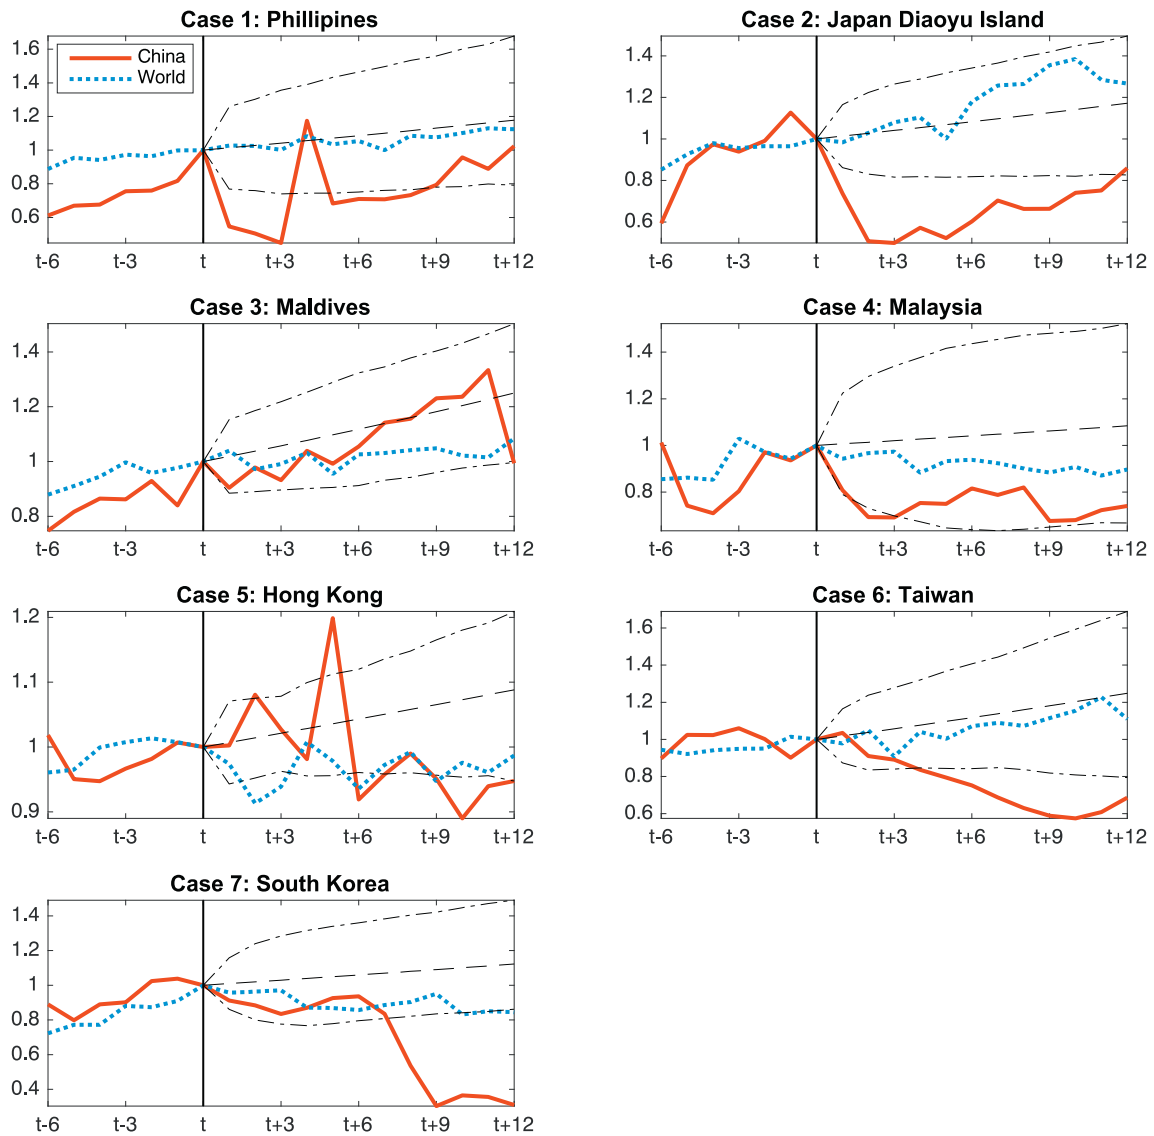 Case 1: Phillipines
1.6
1.4
1.2
1
0.8
0.6
China
World
t-6 t-3 t t+3 t+6 t+9 t+12
Case 2: Japan Diaoyu Island
1.4
1.2
1
0.8
0.6
t-6 t-3 t t+3 t+6 t+9 t+12
Case 3: Maldives
1.4
1.2
1
0.8
t-6 t-3 t t+3 t+6 t+9 t+12
Case 4: Malaysia
1.4
1.2
1
0.8
t-6 t-3 t t+3 t+6 t+9 t+12
Case 5: Hong Kong
1.2
1.1
1
0.9
t-6 t-3 t t+3 t+6 t+9 t+12
Case 6: Taiwan
1.6
1.4
1.2
1
0.8
0.6
t-6 t-3 t t+3 t+6 t+9 t+12
Case 7: South Korea
1.4
1.2
1
0.8
0.6
0.4
t-6 t-3 t t+3 t+6 t+9 t+12